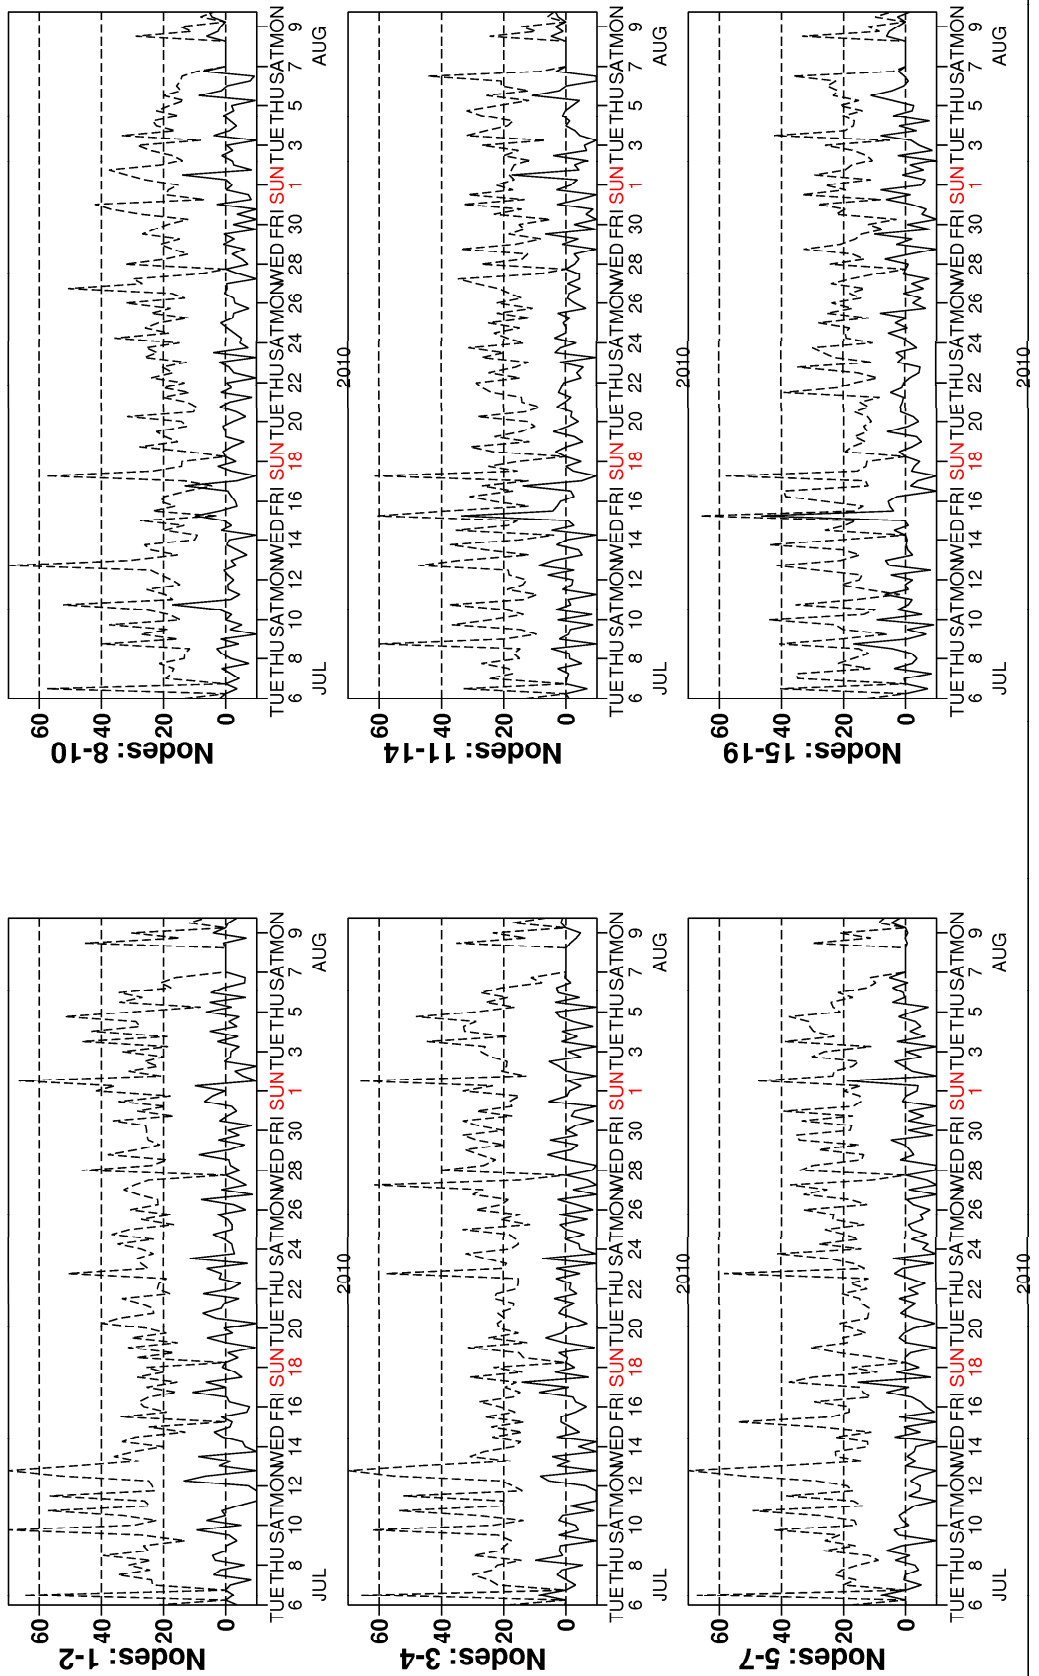 Nodes: 1-2
60
40
20
0
TUE THU SAT MON WED FRI SUN TUE THU SAT MON WED FRI SUN TUE THU SAT MON
6 8 10 12 14 16 18 20 22 24 26 28 30 1 3 5 7 9
JUL AUG
2010
Nodes: 3-4
60
40
20
0
TUE THU SAT MON WED FRI SUN TUE THU SAT MON WED FRI SUN TUE THU SAT MON
6 8 10 12 14 16 18 20 22 24 26 28 30 1 3 5 7 9
JUL AUG
2010
Nodes: 5-7
60
40
20
0
TUE THU SAT MON WED FRI SUN TUE THU SAT MON WED FRI SUN TUE THU SAT MON
6 8 10 12 14 16 18 20 22 24 26 28 30 1 3 5 7 9
JUL AUG
2010
Nodes: 8-10
60
40
20
0
TUE THU SAT MON WED FRI SUN TUE THU SAT MON WED FRI SUN TUE THU SAT MON
6 8 10 12 14 16 18 20 22 24 26 28 30 1 3 5 7 9
JUL AUG
2010
Nodes: 11-14
60
40
20
0
TUE THU SAT MON WED FRI SUN TUE THU SAT MON WED FRI SUN TUE THU SAT MON
6 8 10 12 14 16 18 20 22 24 26 28 30 1 3 5 7 9
JUL AUG
2010
Nodes: 15-19
60
40
20
0
TUE THU SAT MON WED FRI SUN TUE THU SAT MON WED FRI SUN TUE THU SAT MON
6 8 10 12 14 16 18 20 22 24 26 28 30 1 3 5 7 9
JUL AUG
2010